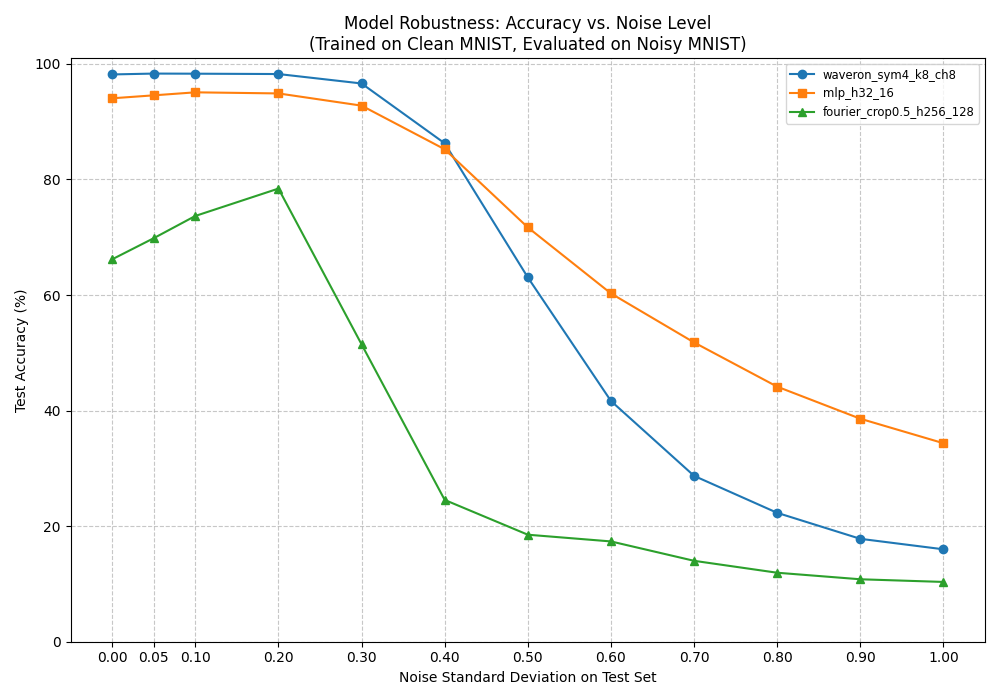 Model Robustness: Accuracy vs. Noise Level
(Trained on Clean MNIST, Evaluated on Noisy MNIST)
waveron_sym4_k8_ch8
mlp_h32_16
fourier_crop0.5_h256_128
Test Accuracy (%)
100
80
60
40
20
0
0.00 0.05 0.10 0.20 0.30 0.40 0.50 0.60 0.70 0.80 0.90 1.00
Noise Standard Deviation on Test Set